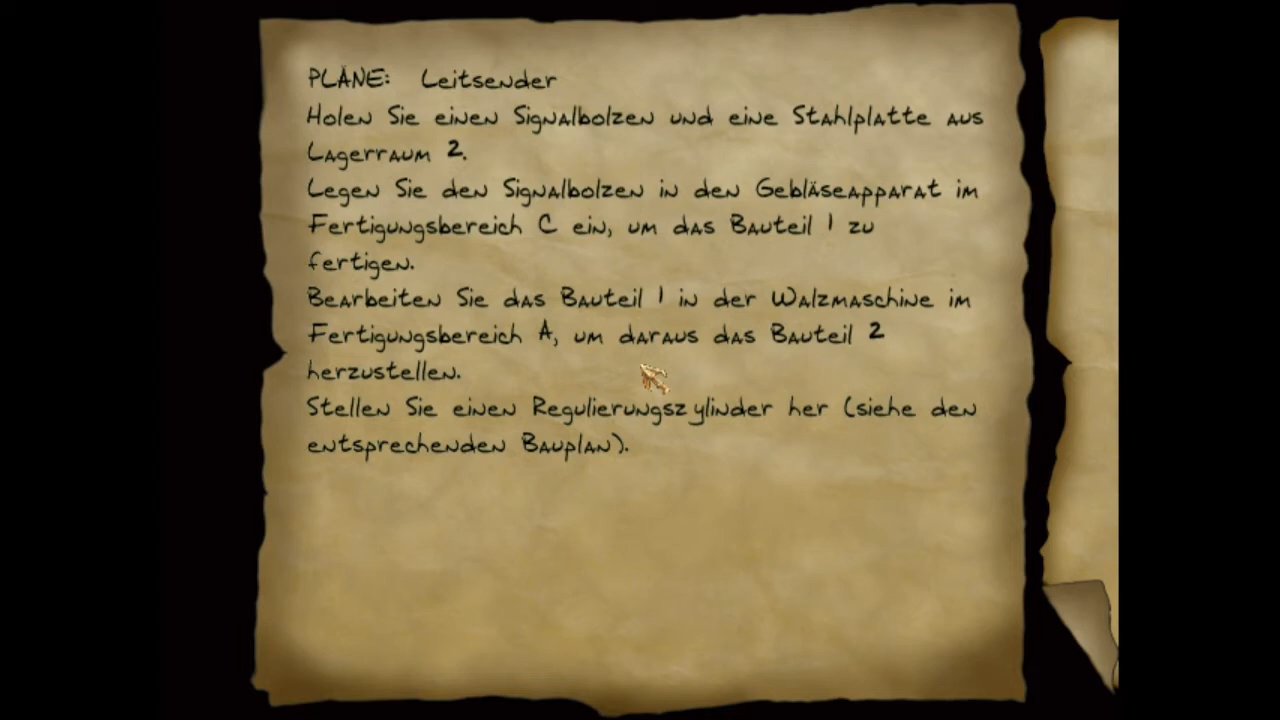 PLÄNE: Leitsender
Holen Sie einen Signalbolzen und eine Stahlplatte aus
Lagerraum 2.
Legen Sie den Signalbolzen in den Gebläseapparat im
Fertigungsbereich C ein, um das Bauteil 1 zu
fertigen.
Bearbeiten Sie das Bauteil 1 in der Walzmaschine im
Fertigungsbereich A, um daraus das Bauteil 2
herzustellen.
Stellen Sie einen Regulierungszylinder her (siehe den
entsprechenden Bauplan).